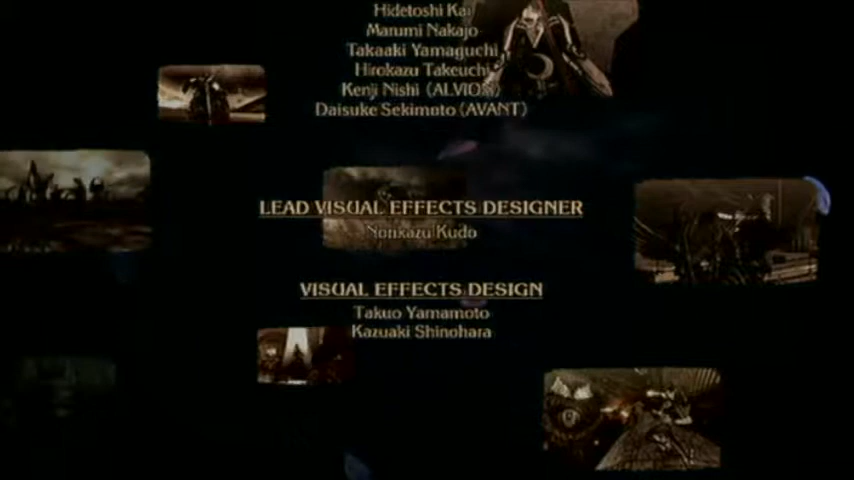 Hidetoshi Kai
Marumi Nakajo
Takaaki Yamaguchi
Hirokazu Takeuchi
Kenji Nishi (ALVION)
Daisuke Sekimoto (AVANT)
LEAD VISUAL EFFECTS DESIGNER
Norikazu Kudo
VISUAL EFFECTS DESIGN
Takuo Yamamoto
Kazuaki Shinohara